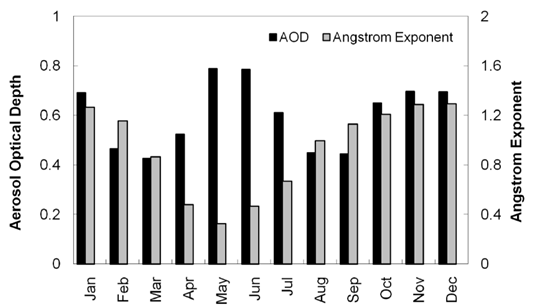 1
0.8
0.6
0.4
0.2
0
Aerosol Optical Depth
AOD
Angstrom Exponent
2
1.6
1.2
0.8
0.4
0
Angstrom Exponent
Jan
Feb
Mar
Apr
May
Jun
Jul
Aug
Sep
Oct
Nov
Dec